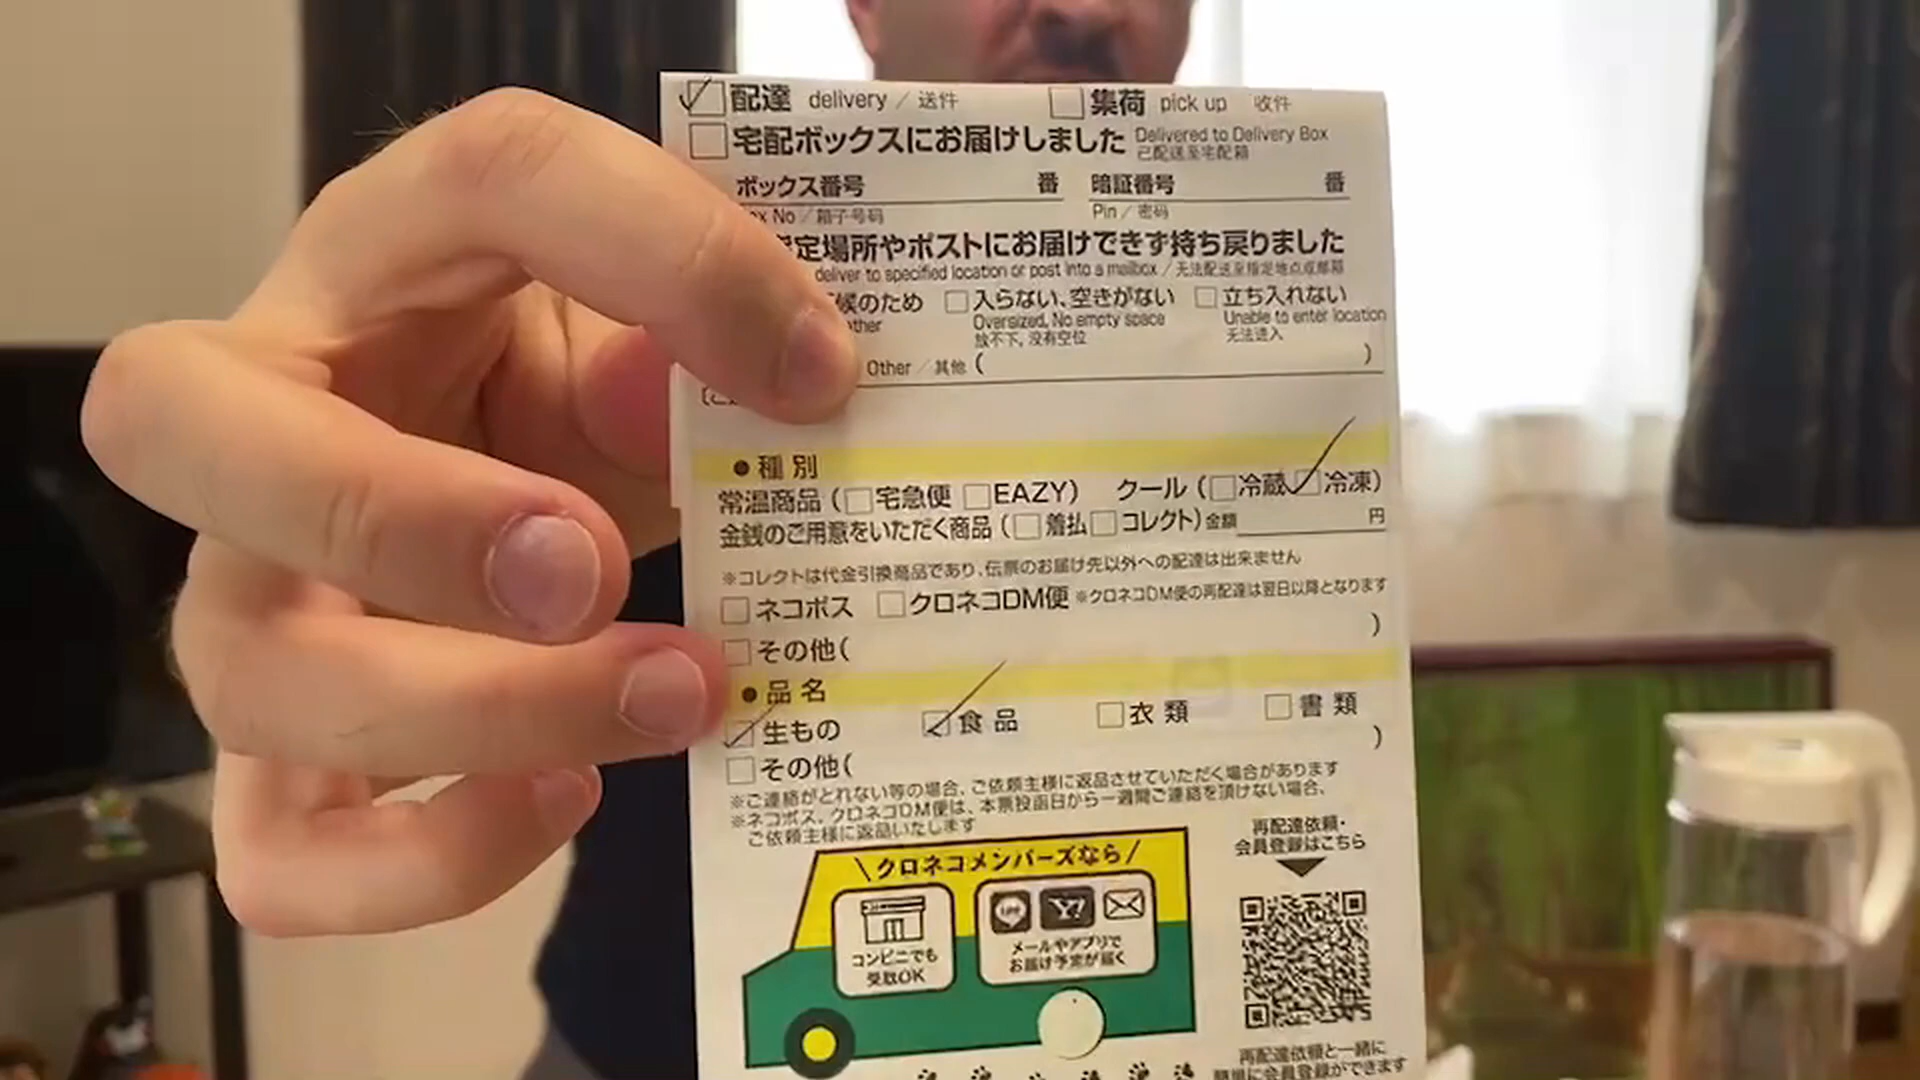 配達 delivery / 送件 集荷 pick up 收件
宅配ボックスにお届けしました Delivered to Delivery Box
已配送至宅配箱
ボックス番号 番 暗証番号 番
No / 箱子号码 Pin / 密码
定場所やポストにお届けできず持ち戻りました
deliver to specified location or post into a mailbox / 无法配送至指定地点或邮箱
候のため 入らない、空きがない 立ち入れない
Oversized, No empty space Unable to enter location
放不下, 没有空位 无法进入
Other / 其他 ( )
● 種別
常温商品 ( 宅急便 EAZY) クール ( 冷蔵 冷凍)
金銭のご用意をいただく商品 ( 着払 コレクト) 金額 円
※コレクトは代金引換商品であり、伝票のお届け先以外への配達は出来ません
ネコポス クロネコDM便 ※クロネコDM便の再配達は翌日以降となります
その他( )
● 品名
生もの 食品 衣類 書類
その他( )
※ご連絡がとれない等の場合、ご依頼主様に返品させていただく場合があります
※ネコポス、クロネコDM便は、本票投函日から一週間ご連絡を頂けない場合、
ご依頼主様に返品いたします
\クロネコメンバーズなら/
コンビニでも
受取OK
Y!
メールやアプリで
お届け予定が届く
再配達依頼・
会員登録はこちら
再配達依頼と一緒に
簡単に会員登録ができます